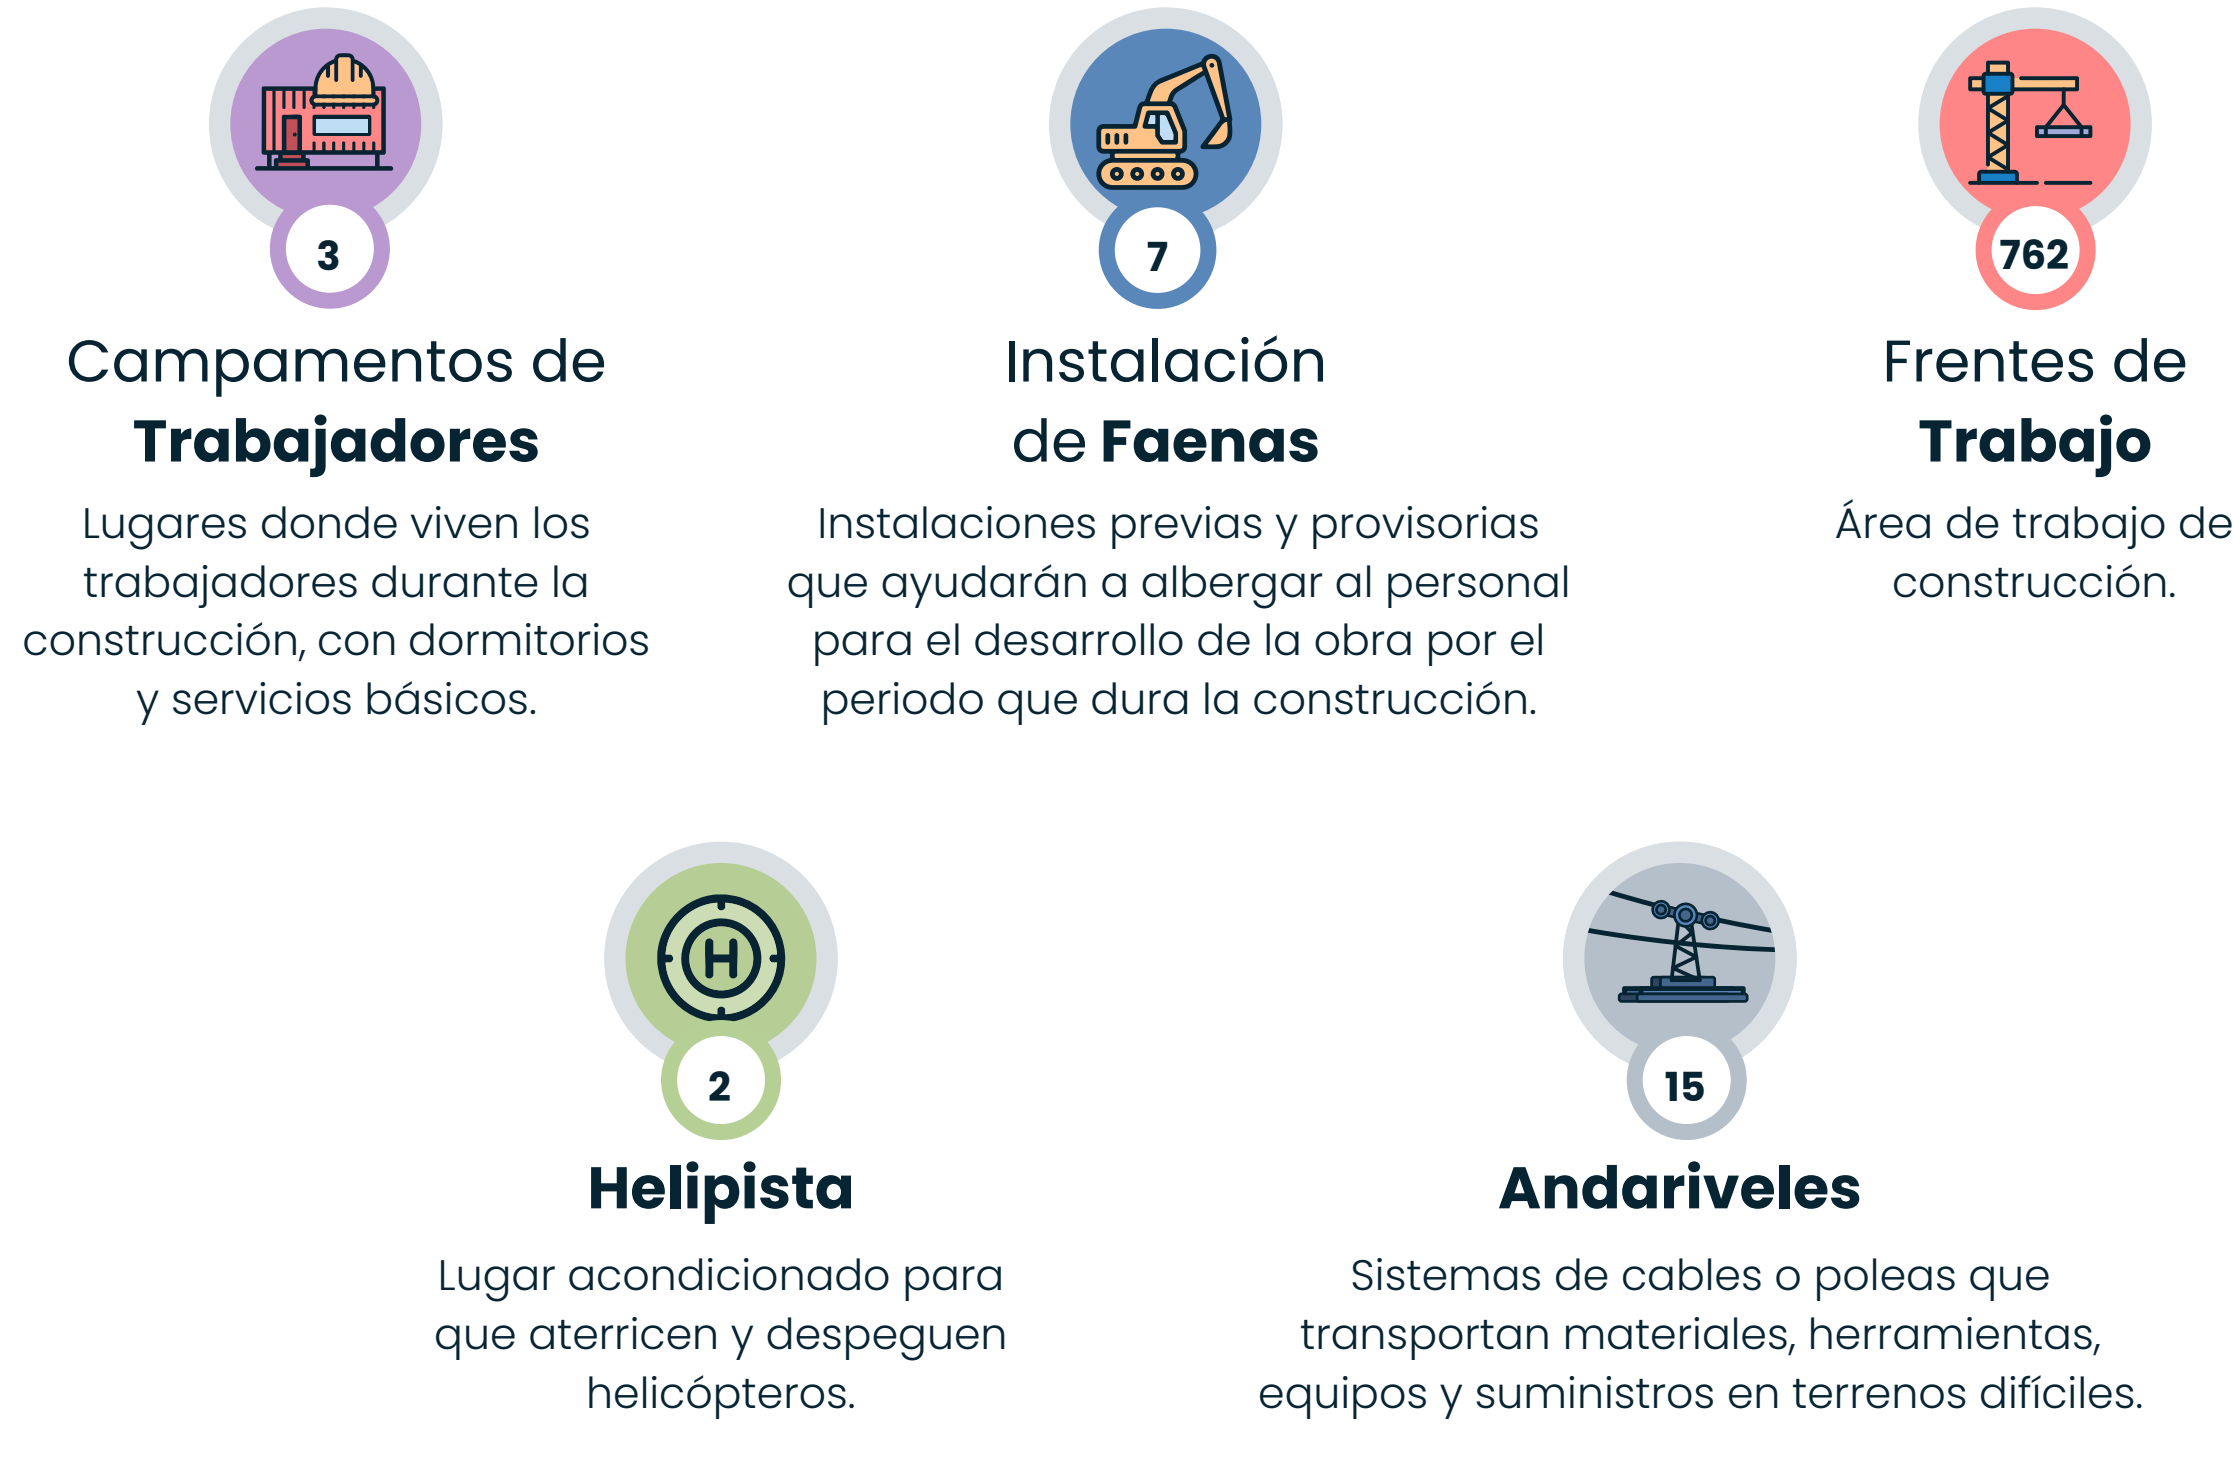 3
Campamentos de
Trabajadores
Lugares donde viven los
trabajadores durante la
construcción, con dormitorios
y servicios básicos.
7
Instalación
de Faenas
Instalaciones previas y provisorias
que ayudarán a albergar al personal
para el desarrollo de la obra por el
periodo que dura la construcción.
762
Frentes de
Trabajo
Área de trabajo de
construcción.
H
2
Helipista
Lugar acondicionado para
que aterricen y despeguen
helicópteros.
15
Andariveles
Sistemas de cables o poleas que
transportan materiales, herramientas,
equipos y suministros en terrenos difíciles.